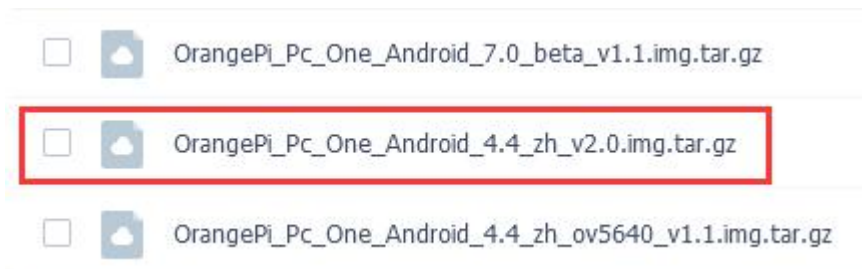 OrangePi_Pc_One_Android_7.0_beta_v1.1.img.tar.gz
OrangePi_Pc_One_Android_4.4_zh_v2.0.img.tar.gz
OrangePi_Pc_One_Android_4.4_zh_ov5640_v1.1.img.tar.gz